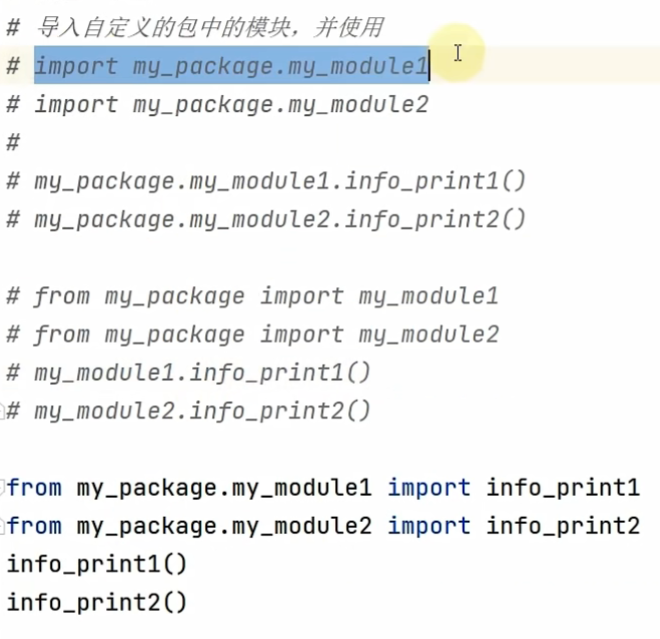 # 导入自定义的包中的模块，并使用
# import my_package.my_module1
# import my_package.my_module2
#
# my_package.my_module1.info_print1()
# my_package.my_module2.info_print2()
# from my_package import my_module1
# from my_package import my_module2
# my_module1.info_print1()
# my_module2.info_print2()
from my_package.my_module1 import info_print1
from my_package.my_module2 import info_print2
info_print1()
info_print2()